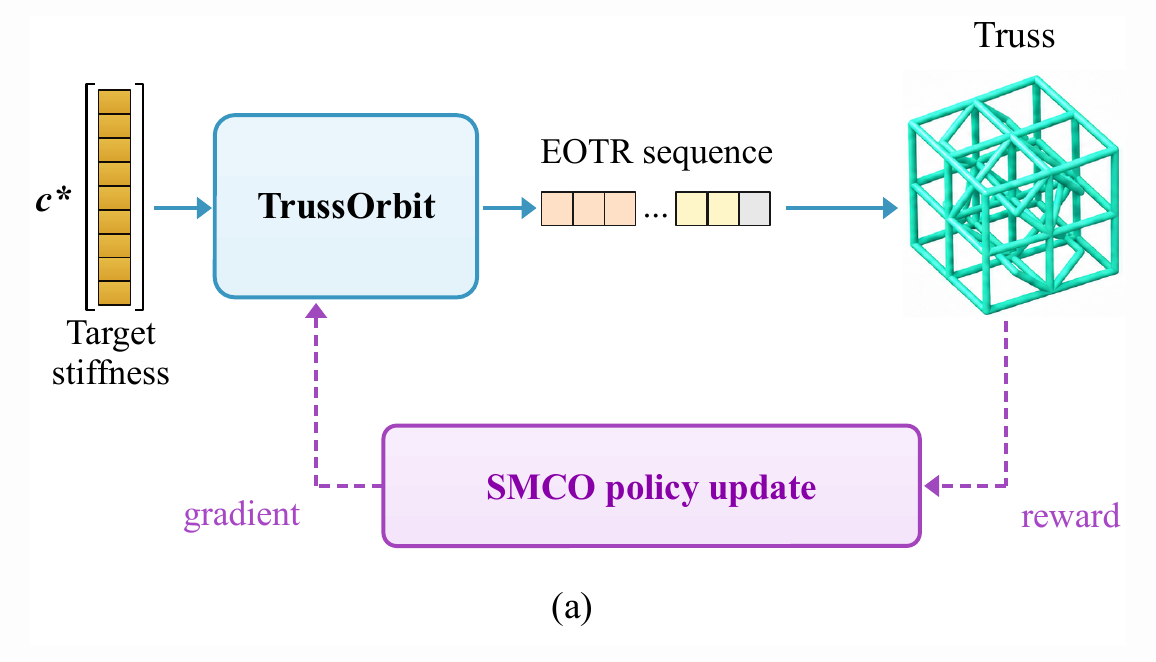 Truss
EOTR sequence
c*
TrussOrbit
...
Target
stiffness
SMCO policy update
gradient
reward
(a)